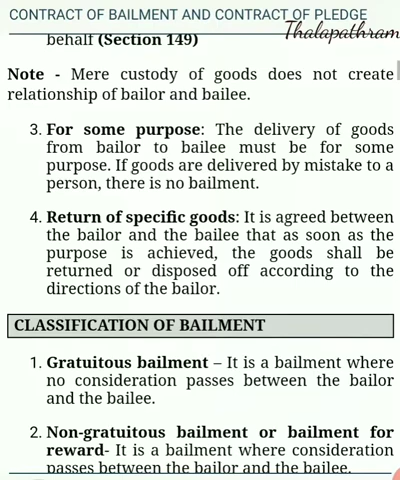 CONTRACT OF BAILMENT AND CONTRACT OF PLEDGE
Thalapathram
behalf (Section 149)
Note - Mere custody of goods does not create
relationship of bailor and bailee.
3. For some purpose: The delivery of goods
from bailor to bailee must be for some
purpose. If goods are delivered by mistake to a
person, there is no bailment.
4. Return of specific goods: It is agreed between
the bailor and the bailee that as soon as the
purpose is achieved, the goods shall be
returned or disposed off according to the
directions of the bailor.
CLASSIFICATION OF BAILMENT
1. Gratuitous bailment – It is a bailment where
no consideration passes between the bailor
and the bailee.
2. Non-gratuitous bailment or bailment for
reward- It is a bailment where consideration
passes between the bailor and the bailee.